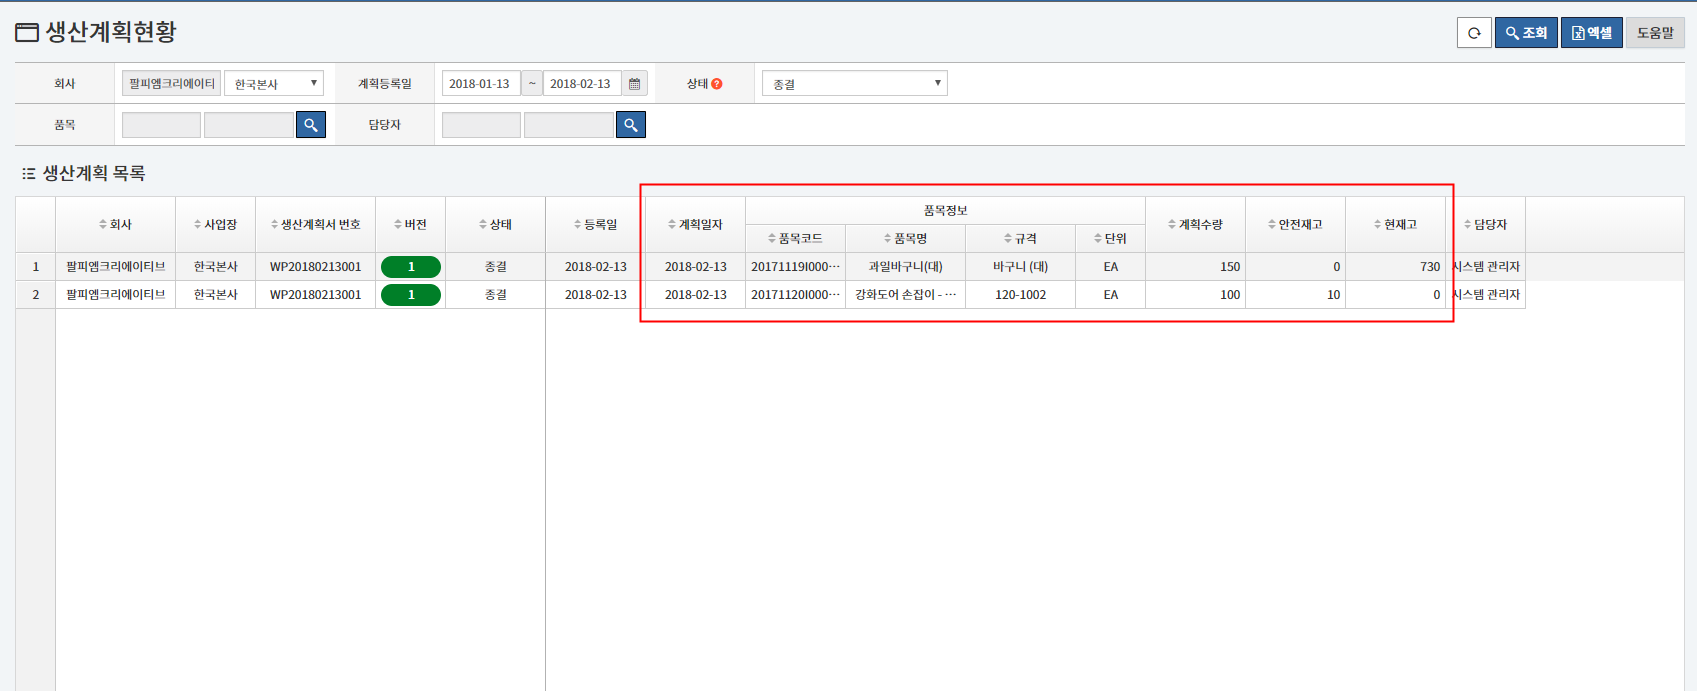 생산계획현황
조회 엑셀 도움말
회사 팔피엠크리에이티 한국본사 계획등록일 2018-01-13 ~ 2018-02-13 상태 종결
품목 담당자
생산계획 목록
회사 사업장 생산계획서 번호 버전 상태 등록일 계획일자 품목정보 계획수량 안전재고 현재고 담당자
품목코드 품목명 규격 단위
1 팔피엠크리에이티브 한국본사 WP20180213001 1 종결 2018-02-13 2018-02-13 20171119I000··· 과일바구니(대) 바구니 (대) EA 150 0 730 시스템 관리자
2 팔피엠크리에이티브 한국본사 WP20180213001 1 종결 2018-02-13 2018-02-13 20171120I000··· 강화도어 손잡이 - ··· 120-1002 EA 100 10 0 시스템 관리자